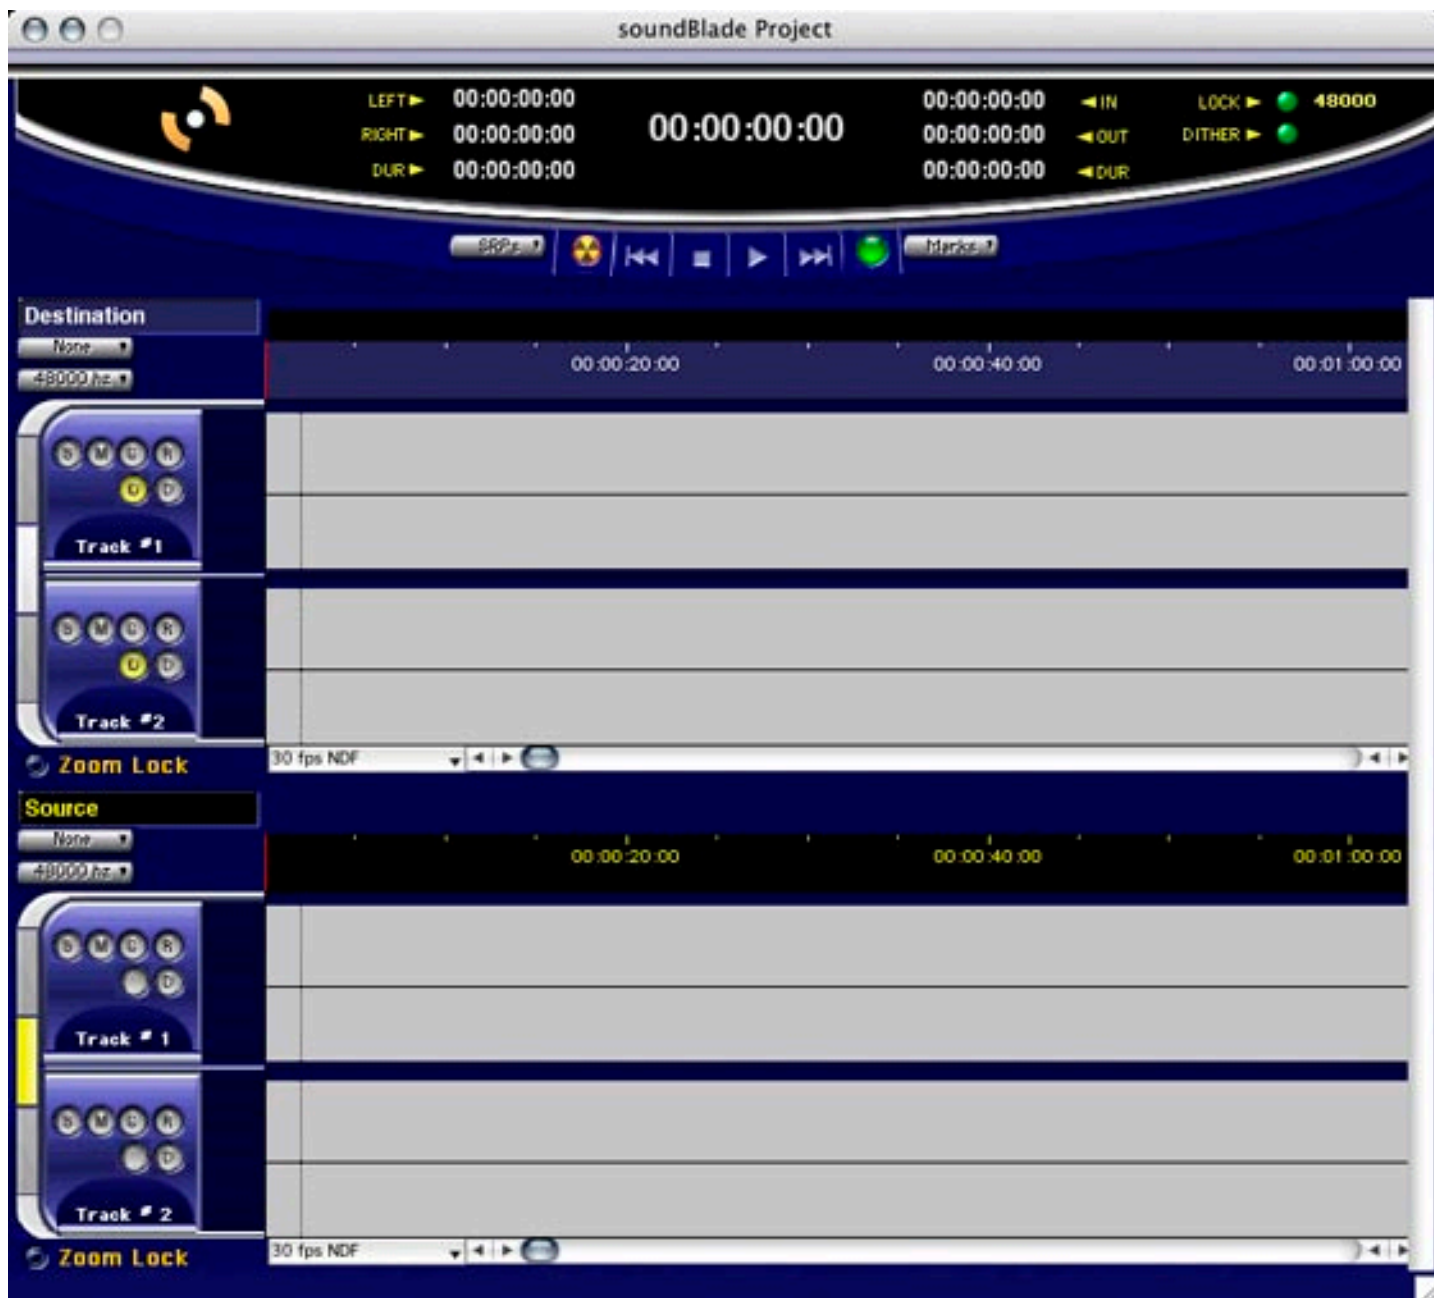 soundBlade Project
LEFT► 00:00:00:00 00:00:00:00 00:00:00:00 ◄IN LOCK► 48000
RIGHT► 00:00:00:00 00:00:00:00 ◄OUT DITHER►
DUR► 00:00:00:00 00:00:00:00 ◄DUR
SRPs Marks
Destination
None
48000 hz
00:00:20:00 00:00:40:00 00:01:00:00
S M C R
D D
Track #1
S M C R
D D
Track #2
30 fps NDF
Zoom Lock
Source
None
48000 hz
00:00:20:00 00:00:40:00 00:01:00:00
S M C R
D
Track # 1
S M C R
D
Track # 2
30 fps NDF
Zoom Lock